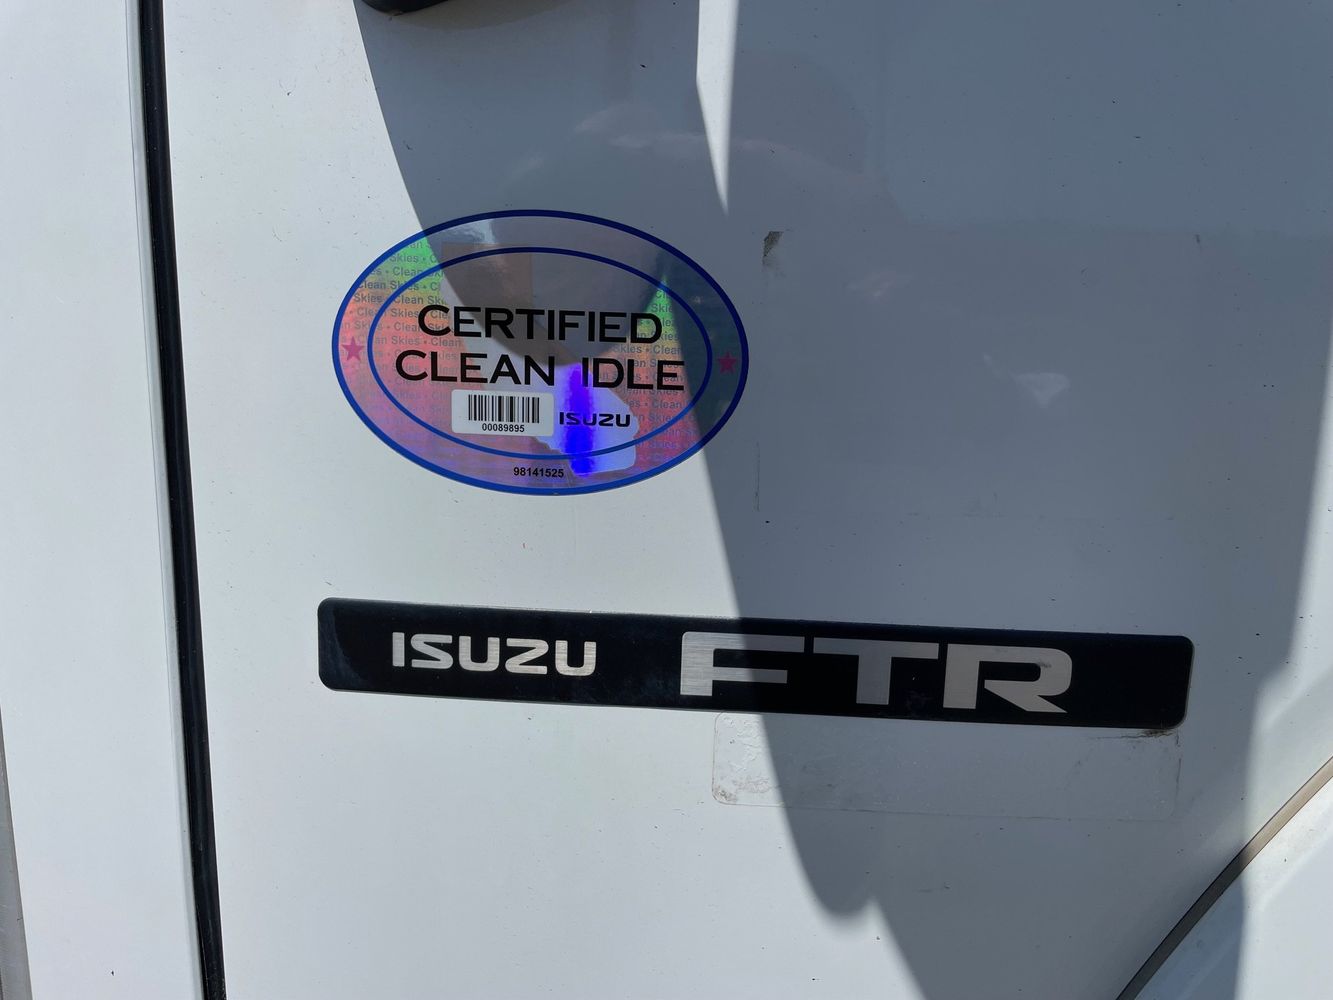 CERTIFIED
CLEAN IDLE
00089895
ISUZU
98141525
ISUZU FTR